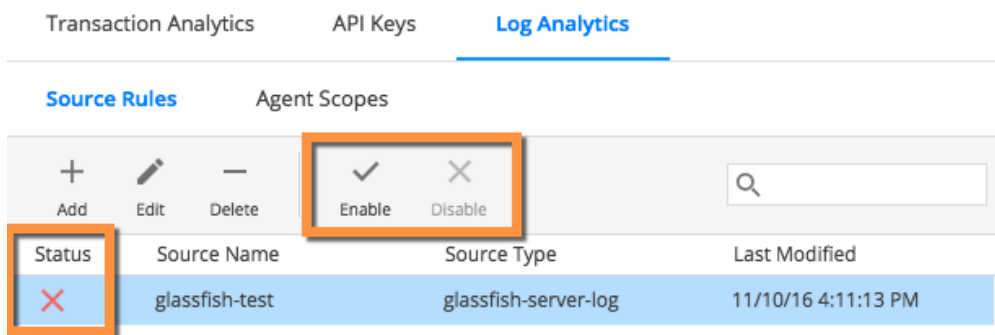 Transaction Analytics API Keys Log Analytics
Source Rules Agent Scopes
Add Edit Delete Enable Disable
Status Source Name Source Type Last Modified
glassfish-test glassfish-server-log 11/10/16 4:11:13 PM